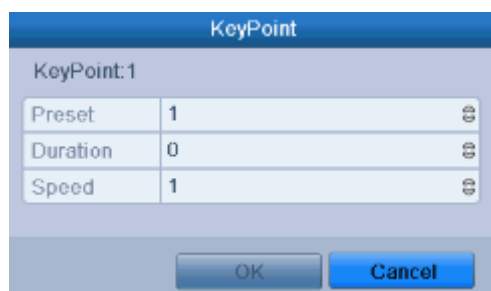 KeyPoint
KeyPoint:1
Preset 1
Duration 0
Speed 1
OK Cancel